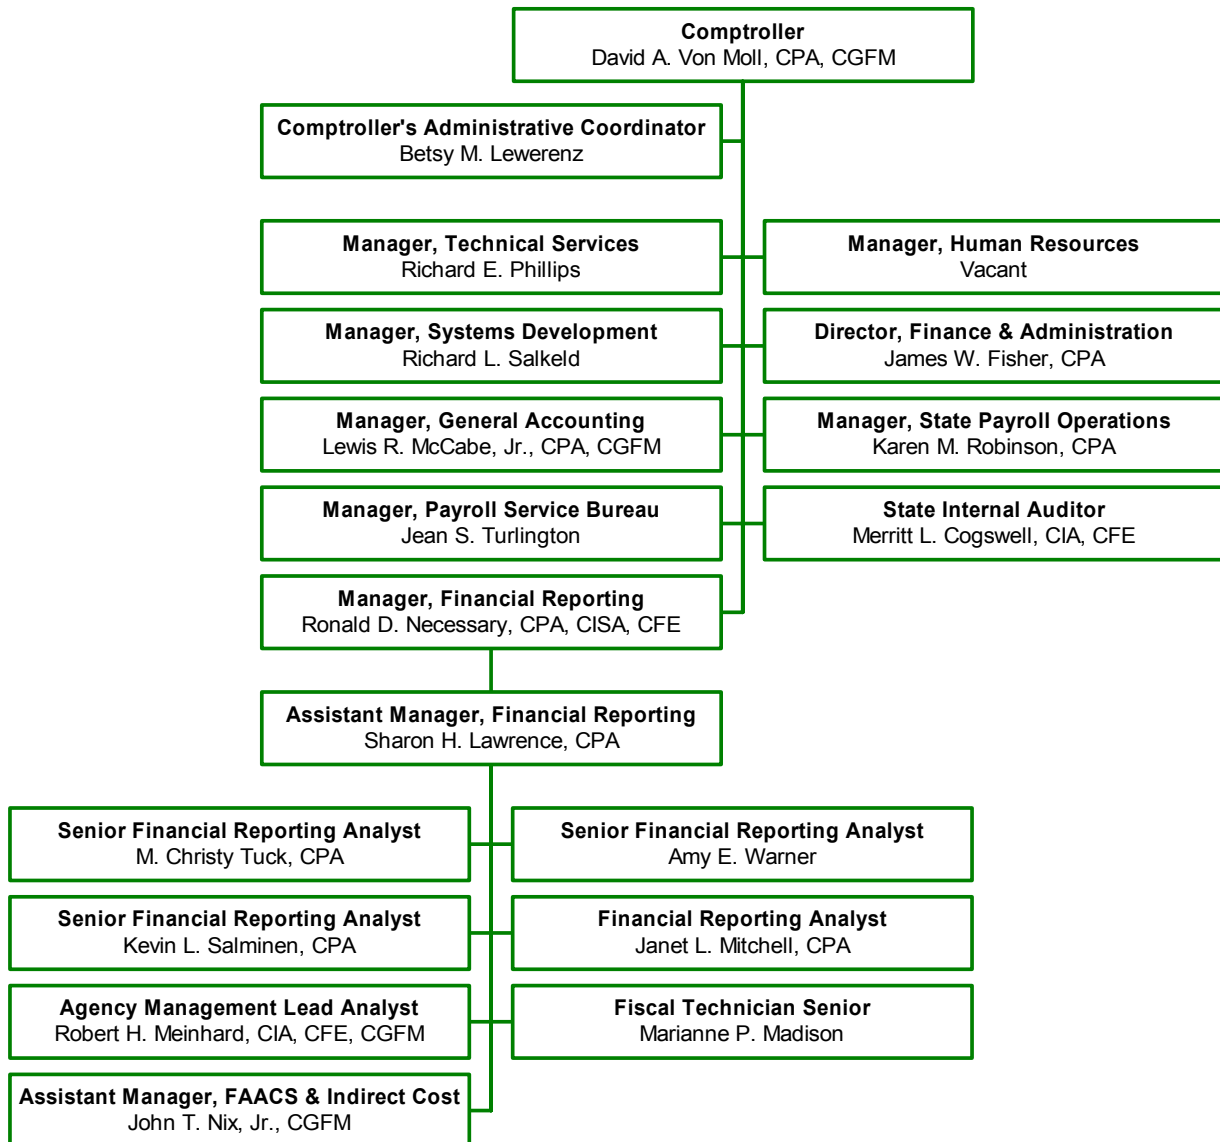 Comptroller
David A. Von Moll, CPA, CGFM
Comptroller's Administrative Coordinator
Betsy M. Lewerenz
Manager, Technical Services
Richard E. Phillips
Manager, Human Resources
Vacant
Manager, Systems Development
Richard L. Salkeld
Director, Finance & Administration
James W. Fisher, CPA
Manager, General Accounting
Lewis R. McCabe, Jr., CPA, CGFM
Manager, State Payroll Operations
Karen M. Robinson, CPA
Manager, Payroll Service Bureau
Jean S. Turlington
State Internal Auditor
Merritt L. Cogswell, CIA, CFE
Manager, Financial Reporting
Ronald D. Necessary, CPA, CISA, CFE
Assistant Manager, Financial Reporting
Sharon H. Lawrence, CPA
Senior Financial Reporting Analyst
M. Christy Tuck, CPA
Senior Financial Reporting Analyst
Amy E. Warner
Senior Financial Reporting Analyst
Kevin L. Salminen, CPA
Financial Reporting Analyst
Janet L. Mitchell, CPA
Agency Management Lead Analyst
Robert H. Meinhard, CIA, CFE, CGFM
Fiscal Technician Senior
Marianne P. Madison
Assistant Manager, FAACS & Indirect Cost
John T. Nix, Jr., CGFM